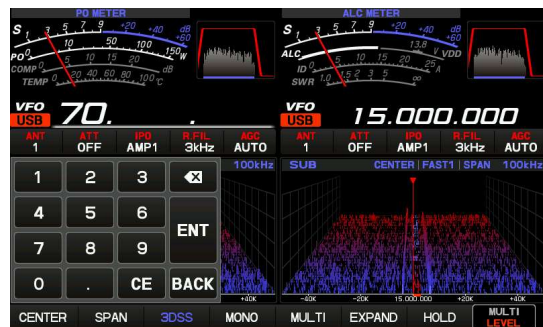 PO METER
S 1 3 5 7 9 +20 +40 +60 dB
PO 0 10 50 100 150 W
COMP 0 5 10 15 20 dB
TEMP 0 20 40 60 80 100 °C
VFO
USB 70. .
ANT ATT IPO R.FIL AGC
1 OFF AMP1 3kHz AUTO
100kHz
1 2 3
4 5 6 ENT
7 8 9
0 . CE BACK
+40K
ALC METER
S 1 3 5 7 9 +20 +40 +60 dB
ALC 13.8 V VDD
ID 0 5 10 15 20 25 A
SWR 1.0 1.5 2 3 5 ∞
VFO
USB 15.000.000
ANT ATT IPO R.FIL AGC
1 OFF AMP1 3kHz AUTO
SUB CENTER | FAST1 | SPAN 100kHz
-40K -20K 15.000.000 +20K +40K
CENTER SPAN 3DSS MONO MULTI EXPAND HOLD MULTI
LEVEL